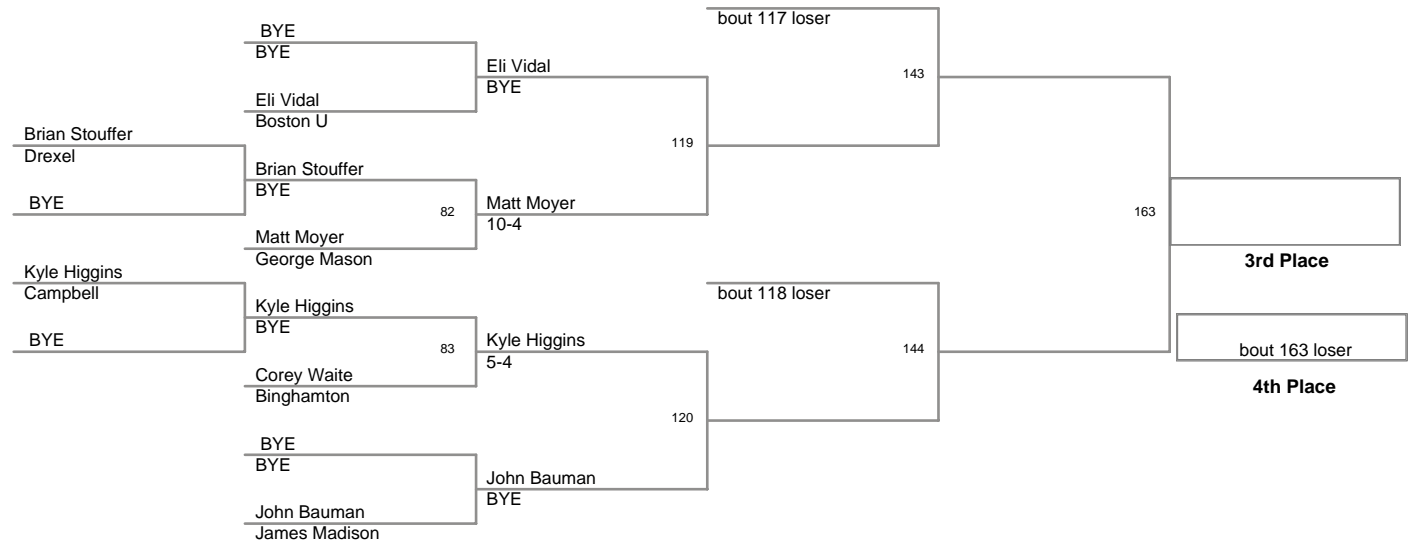 bout 117 loser
BYE
BYE
Eli Vidal
BYE
143
Eli Vidal
Boston U
Brian Stouffer
Drexel
119
Brian Stouffer
BYE
BYE
82
Matt Moyer
10-4
163
Matt Moyer
George Mason
3rd Place
Kyle Higgins
Campbell
bout 118 loser
Kyle Higgins
BYE
BYE
83
Kyle Higgins
5-4
144
bout 163 loser
Corey Waite
Binghamton
4th Place
120
BYE
BYE
John Bauman
BYE
John Bauman
James Madison